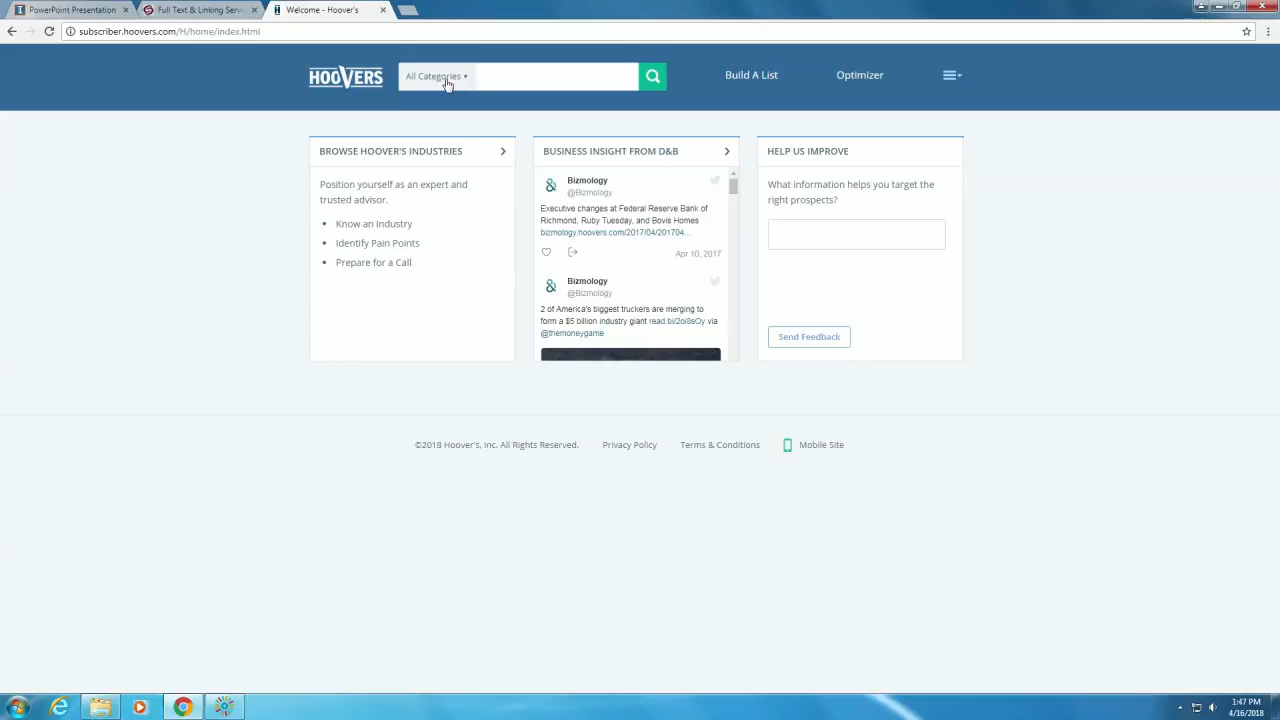 PowerPoint Presentation
Full Text & Linking Servi
Welcome - Hoover's
subscriber.hoovers.com/H/home/index.html
HOOVERS
All Categories
Build A List
Optimizer
BROWSE HOOVER'S INDUSTRIES
Position yourself as an expert and
trusted advisor.
Know an Industry
Identify Pain Points
Prepare for a Call
BUSINESS INSIGHT FROM D&B
Bizmology
@Bizmology
Executive changes at Federal Reserve Bank of
Richmond, Ruby Tuesday, and Bovis Homes
bizmology.hoovers.com/2017/04/201704...
Apr 10, 2017
Bizmology
@Bizmology
2 of America's biggest truckers are merging to
form a $5 billion industry giant read.bi/2oi8sOy via
@themoneygame
HELP US IMPROVE
What information helps you target the
right prospects?
Send Feedback
©2018 Hoover's, inc. All Rights Reserved.
Privacy Policy
Terms & Conditions
Mobile Site
1:47 PM
4/16/2018